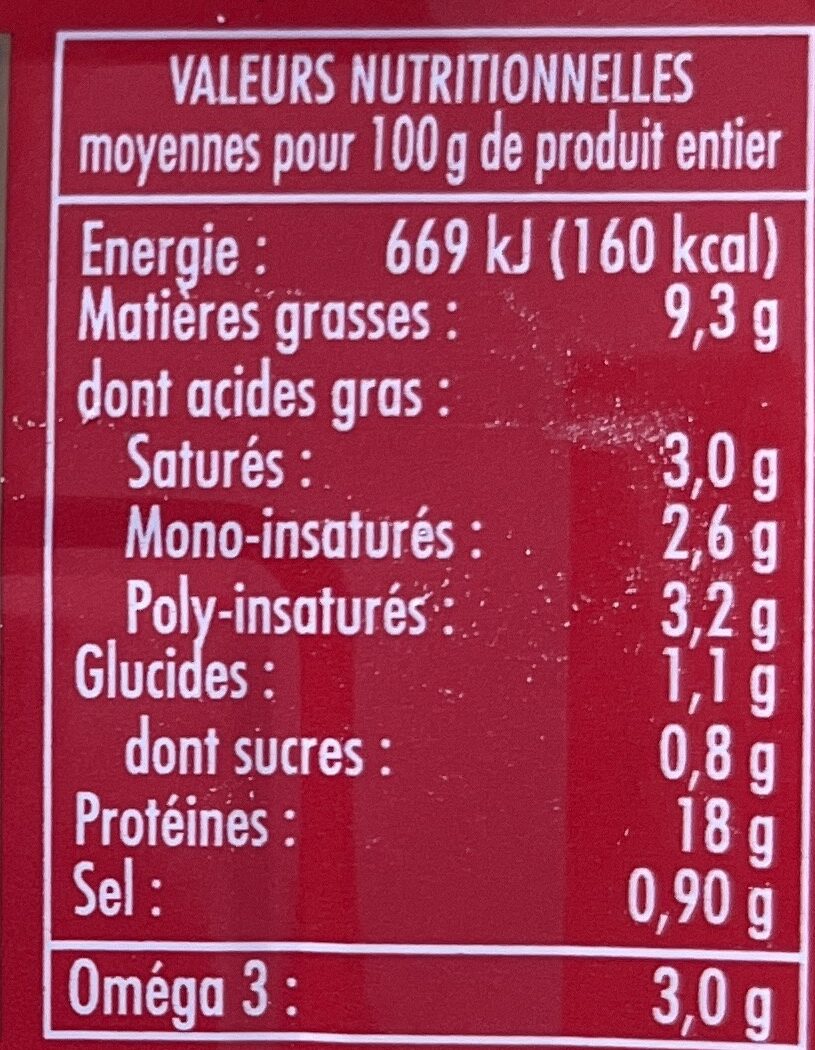 VALEURS NUTRITIONNELLES
moyennes pour 100 g de produit entier
Energie : 669 kJ (160 kcal)
Matières grasses : 9,3 g
dont acides gras :
Saturés : 3,0 g
Mono-insaturés : 2,6 g
Poly-insaturés : 3,2 g
Glucides : 1,1 g
dont sucres : 0,8 g
Protéines : 18 g
Sel : 0,90 g
Oméga 3 : 3,0 g